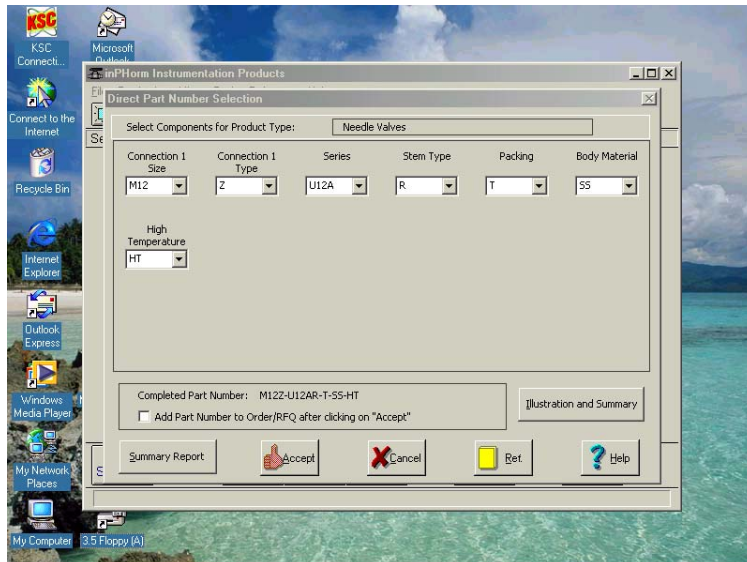 KSC
KSC
Connecti...
Microsoft
Outlook
Connect to the
Internet
Recycle Bin
Internet
Explorer
Outlook
Express
Windows
Media Player
My Network
Places
My Computer
3.5 Floppy (A)
inPHorm Instrumentation Products
Direct Part Number Selection
Select Components for Product Type:
Needle Valves
Connection 1
Size
Connection 1
Type
Series
Stem Type
Packing
Body Material
M12
Z
U12A
R
T
SS
High
Temperature
HT
Completed Part Number: M12Z-U12AR-T-SS-HT
Add Part Number to Order/RFQ after clicking on "Accept"
Illustration and Summary
Summary Report
Accept
Cancel
Ref.
Help